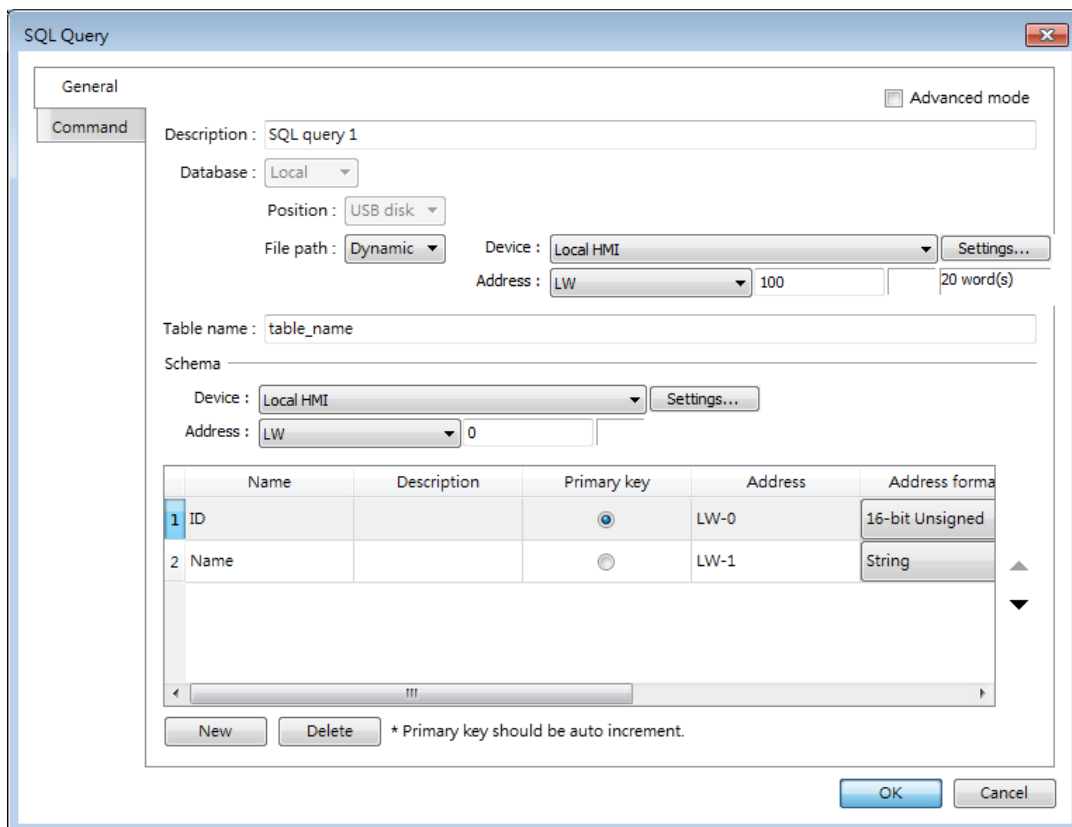 SQL Query
General
Advanced mode
Command
Description : SQL query 1
Database : Local
Position : USB disk
File path : Dynamic Device : Local HMI Settings...
Address : LW 100 20 word(s)
Table name : table_name
Schema
Device : Local HMI Settings...
Address : LW 0
Name Description Primary key Address Address forma
1 ID LW-0 16-bit Unsigned
2 Name LW-1 String
New Delete * Primary key should be auto increment.
OK Cancel